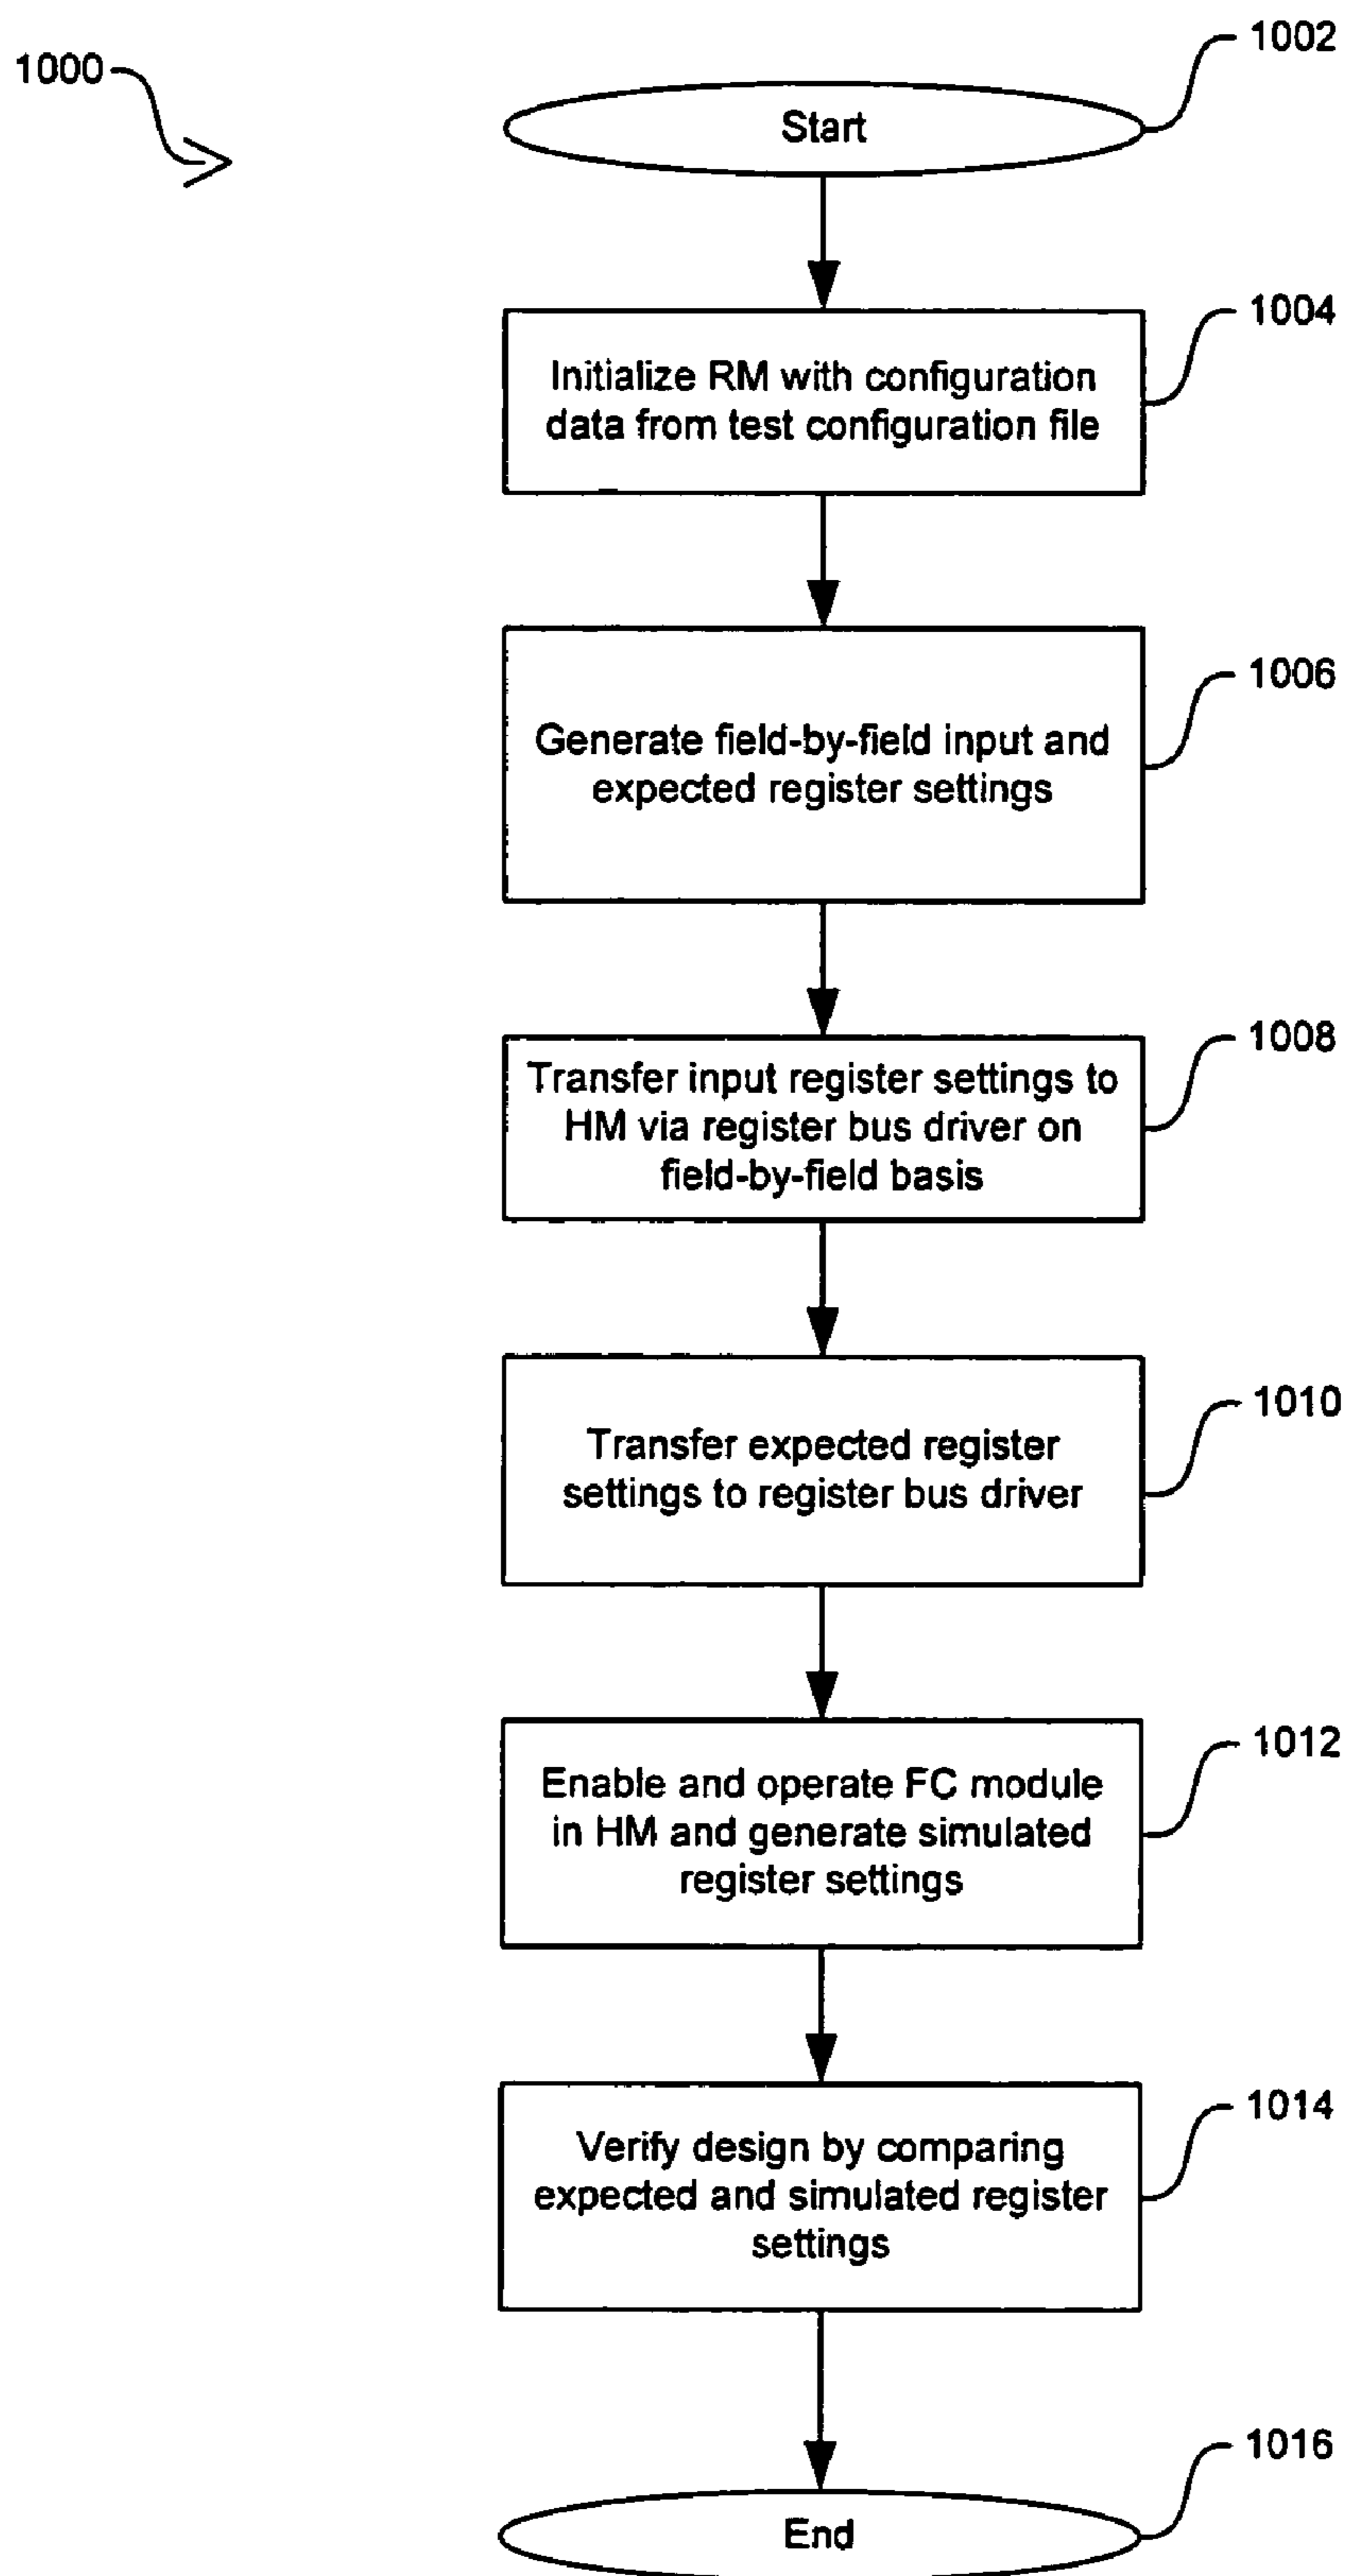 1000
1002
Start
1004
Initialize RM with configuration
data from test configuration file
1006
Generate field-by-field input and
expected register settings
1008
Transfer input register settings to
HM via register bus driver on
field-by-field basis
1010
Transfer expected register
settings to register bus driver
1012
Enable and operate FC module
in HM and generate simulated
register settings
1014
Verify design by comparing
expected and simulated register
settings
1016
End